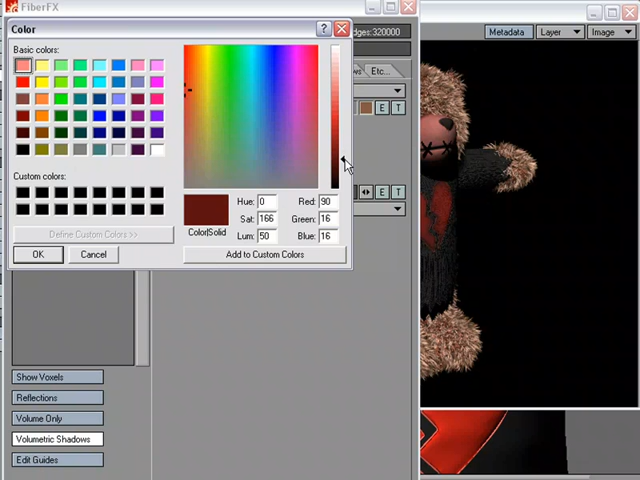 FiberFX
Color
dges:320000
Metadata
Layer
Image
Basic colors:
ws
Etc...
E
T
Custom colors:
E
T
Hue: 0
Red: 90
Sat: 166
Green: 16
Color|Solid
Lum: 50
Blue: 16
Define Custom Colors >>
OK
Cancel
Add to Custom Colors
Show Voxels
Reflections
Volume Only
Volumetric Shadows
Edit Guides